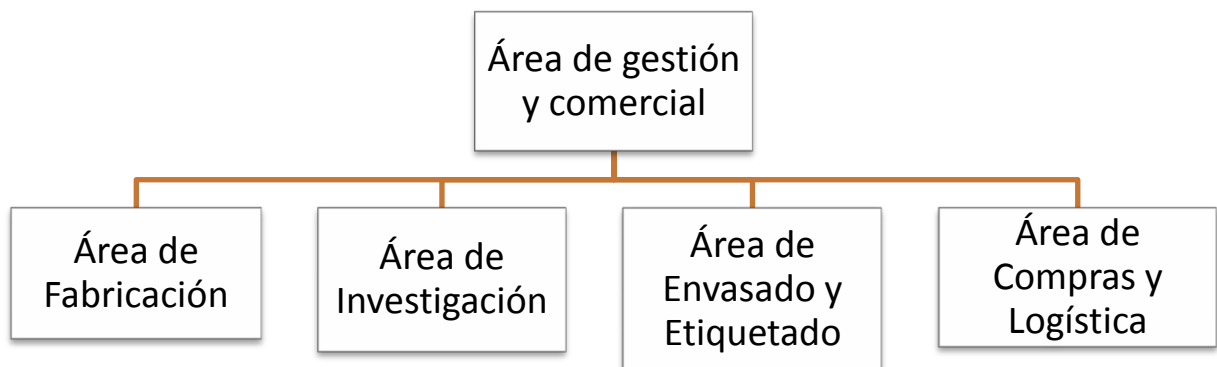 Área de gestión
y comercial
Área de
Fabricación
Área de
Investigación
Área de
Envasado y
Etiquetado
Área de
Compras y
Logística